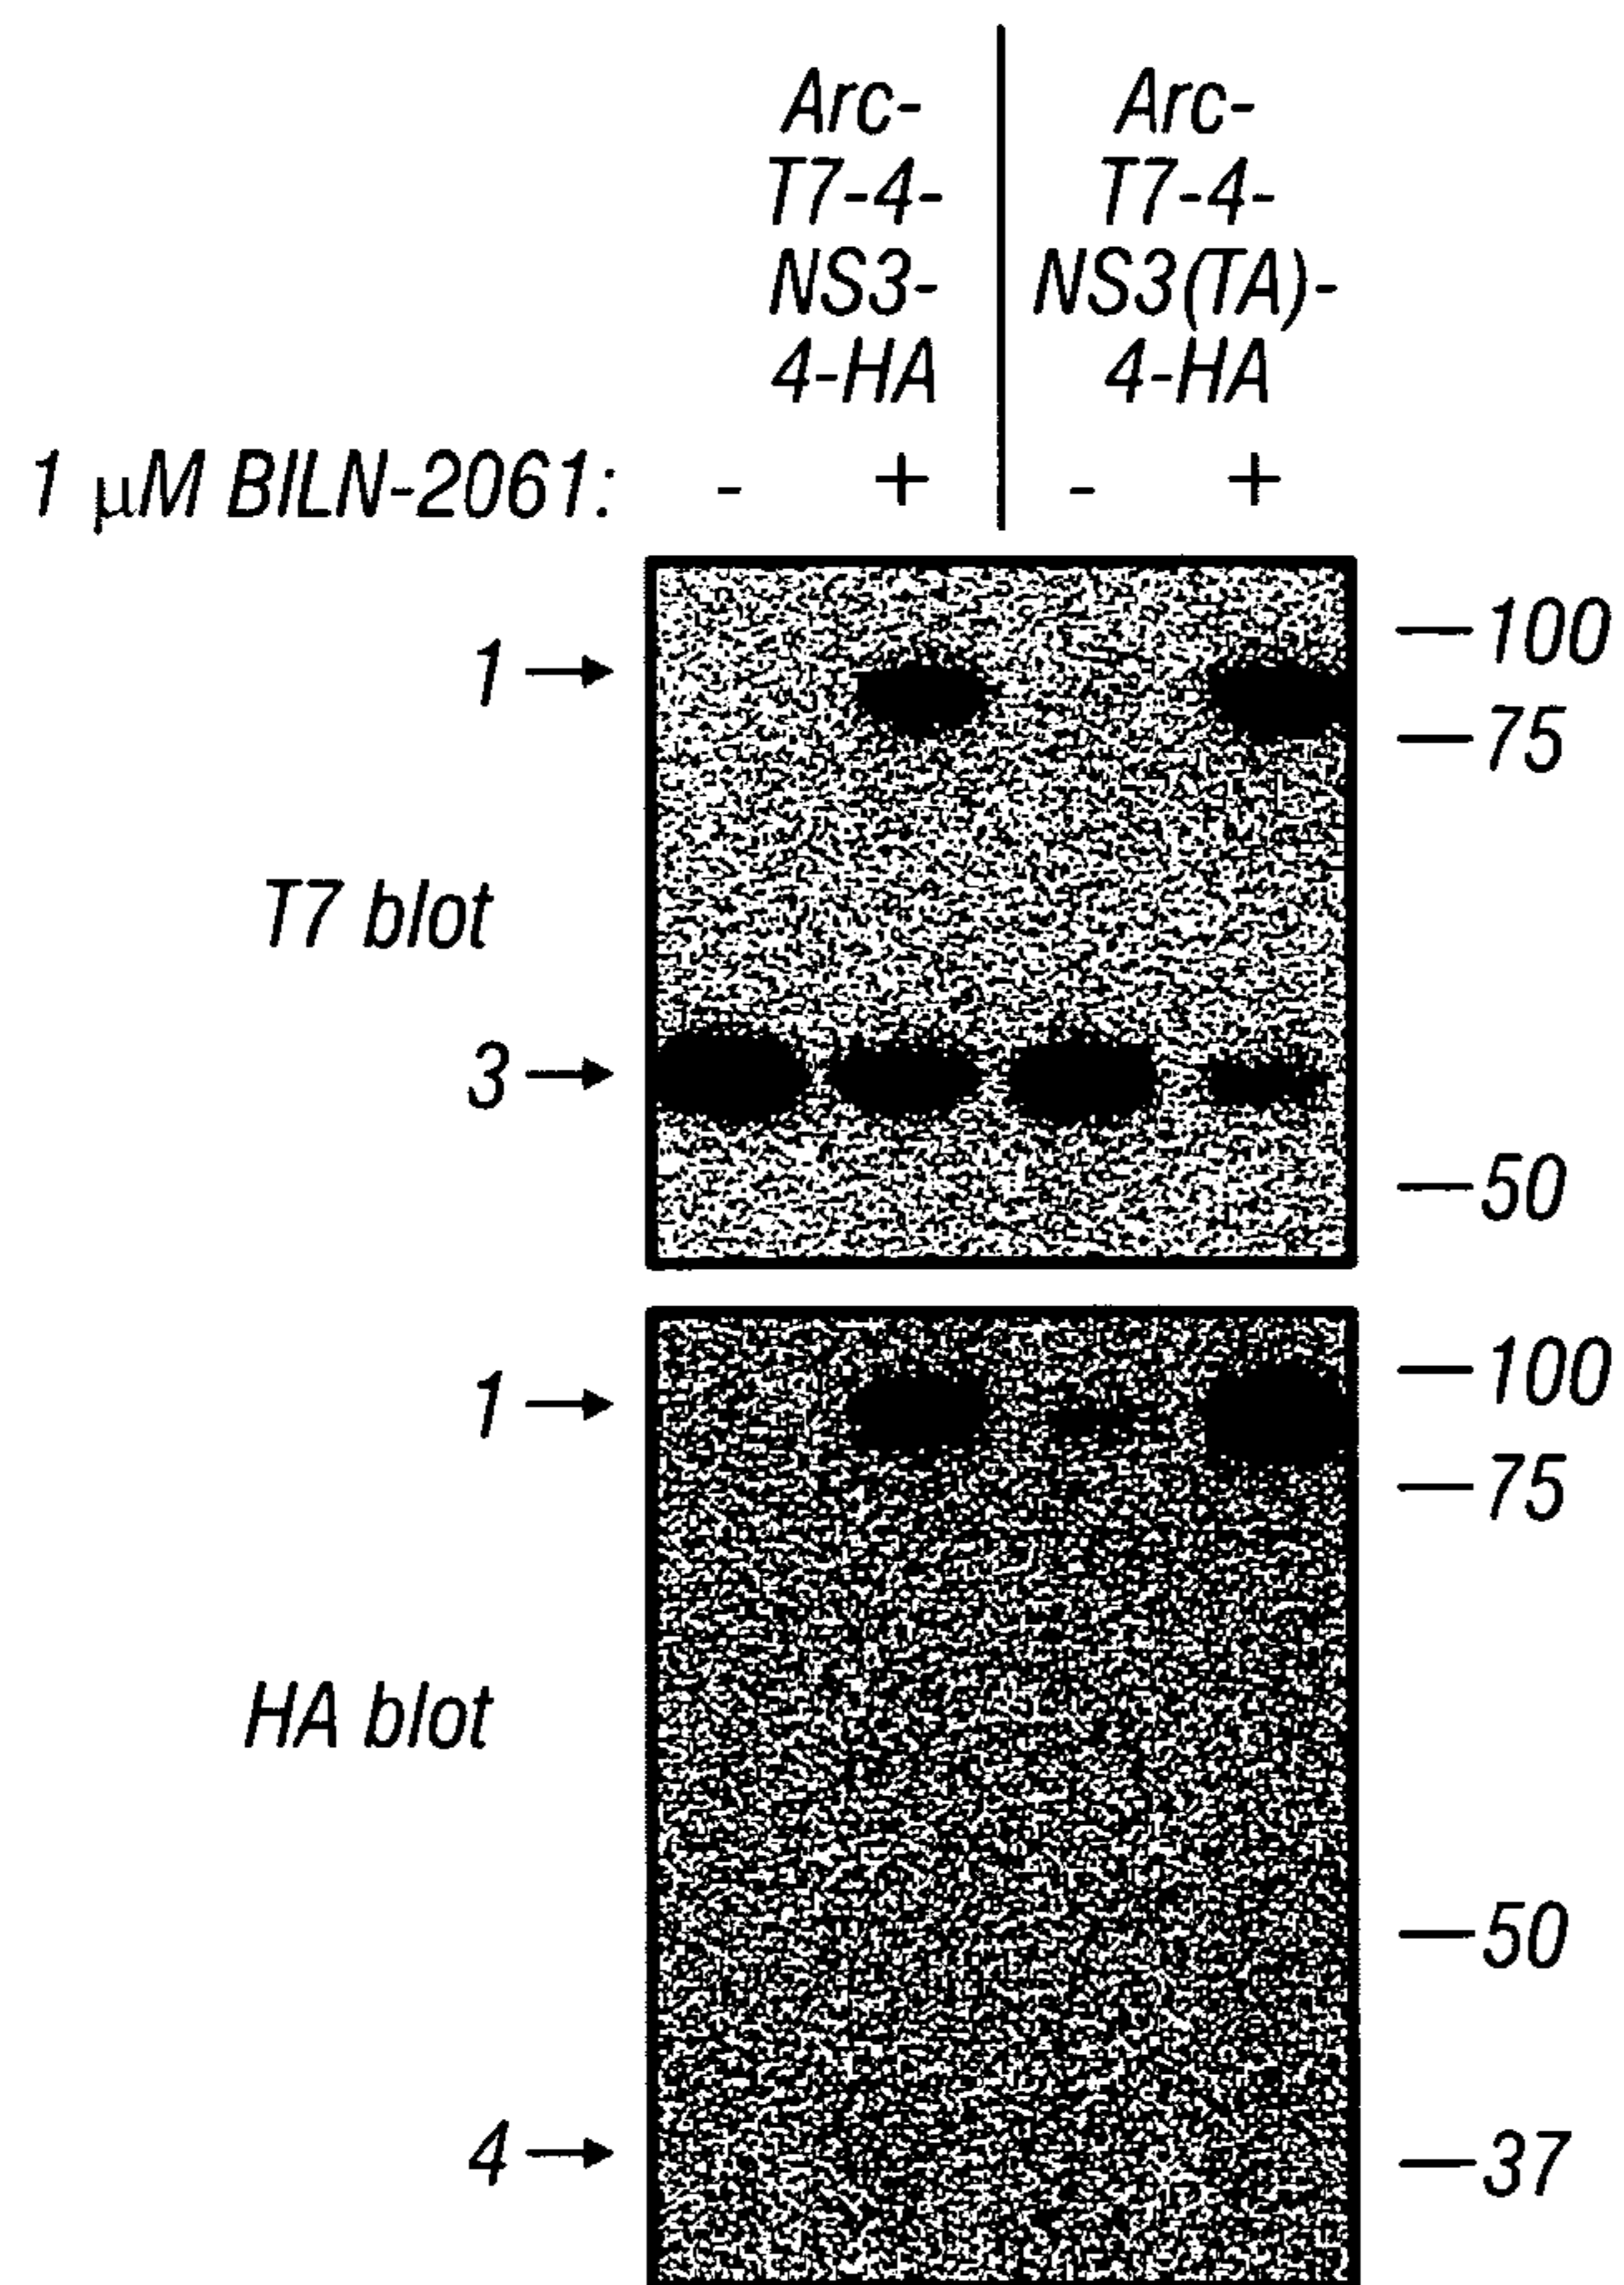 Arc- Arc-
T7-4- T7-4-
NS3- NS3(TA)-
4-HA 4-HA
1 µM BILN-2061: - + - +
1 → —100
—75
T7 blot
3 →
—50
1 → —100
—75
HA blot
—50
4 → —37